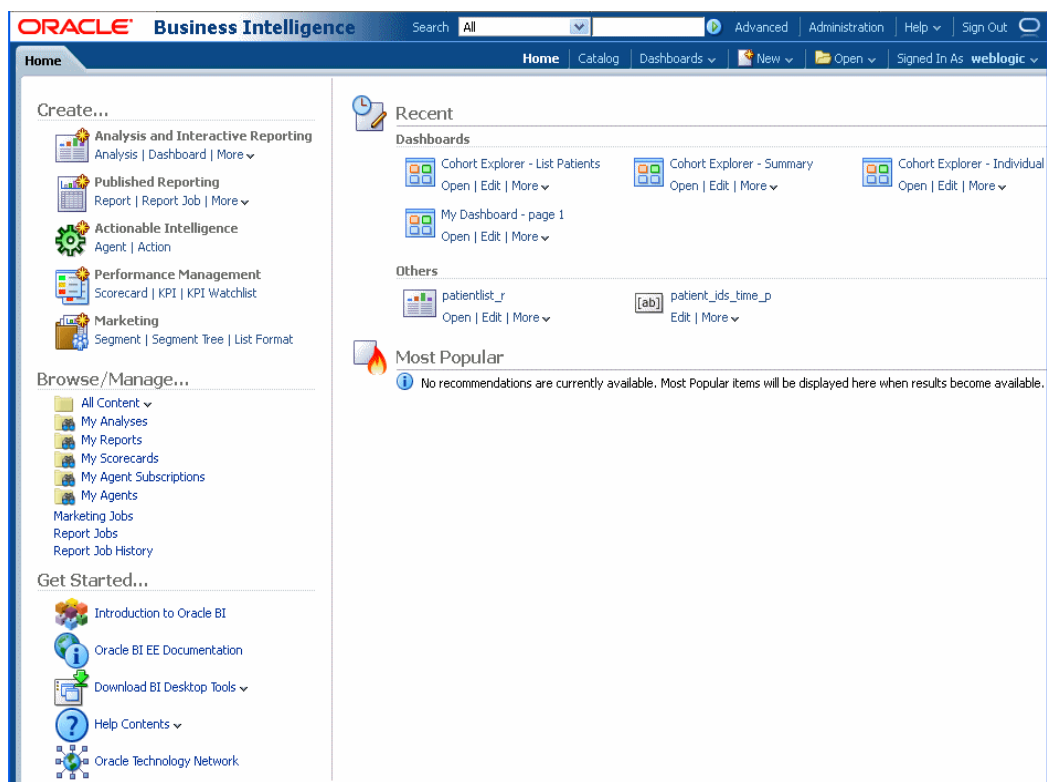 ORACLE Business Intelligence Search All Advanced Administration Help Sign Out
Home Home Catalog Dashboards New Open Signed In As weblogic
Create...
Analysis and Interactive Reporting
Analysis | Dashboard | More
Published Reporting
Report | Report Job | More
Actionable Intelligence
Agent | Action
Performance Management
Scorecard | KPI | KPI Watchlist
Marketing
Segment | Segment Tree | List Format
Browse/Manage...
All Content
My Analyses
My Reports
My Scorecards
My Agent Subscriptions
My Agents
Marketing Jobs
Report Jobs
Report Job History
Get Started...
Introduction to Oracle BI
Oracle BI EE Documentation
Download BI Desktop Tools
Help Contents
Oracle Technology Network
Recent
Dashboards
Cohort Explorer - List Patients Cohort Explorer - Summary Cohort Explorer - Individual
Open | Edit | More Open | Edit | More Open | Edit | More
My Dashboard - page 1
Open | Edit | More
Others
patientlist_r [ab] patient_ids_time_p
Open | Edit | More Edit | More
Most Popular
No recommendations are currently available. Most Popular items will be displayed here when results become available.